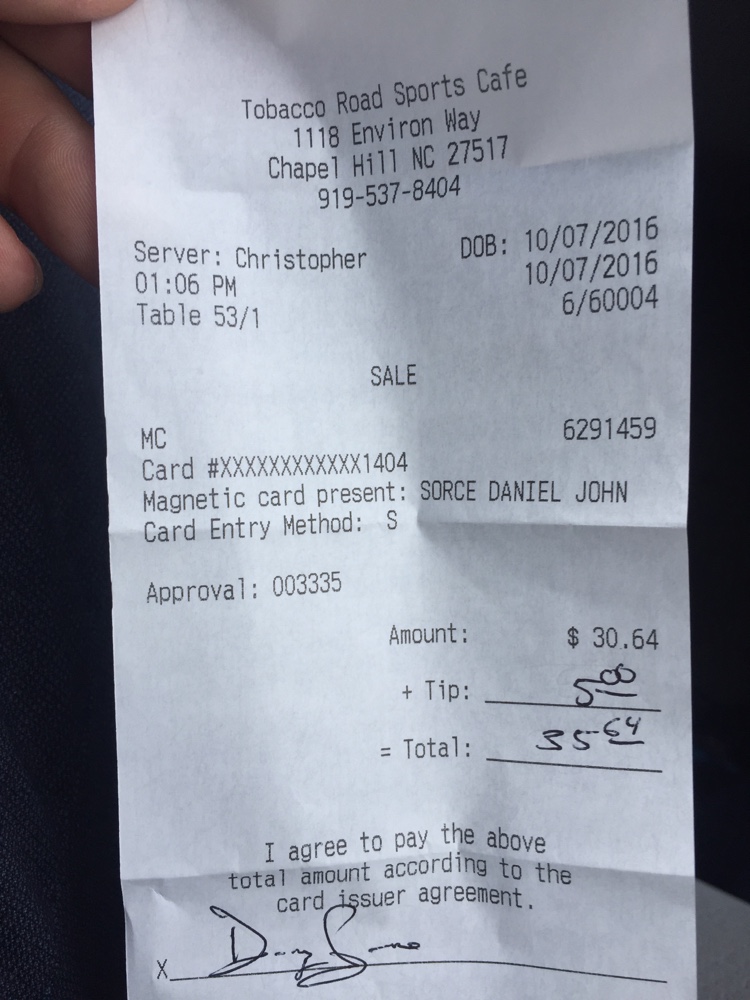 Tobacco Road Sports Cafe
1118 Environ Way
Chapel Hill NC 27517
919-537-8404
Server: Christopher DOB: 10/07/2016
01:06 PM 10/07/2016
Table 53/1 6/60004
SALE
MC 6291459
Card #XXXXXXXXXXXX1404
Magnetic card present: SORCE DANIEL JOHN
Card Entry Method: S
Approval: 003335
Amount: $ 30.64
+ Tip: 5 00
= Total: 35 64
I agree to pay the above
total amount according to the
card issuer agreement.
X